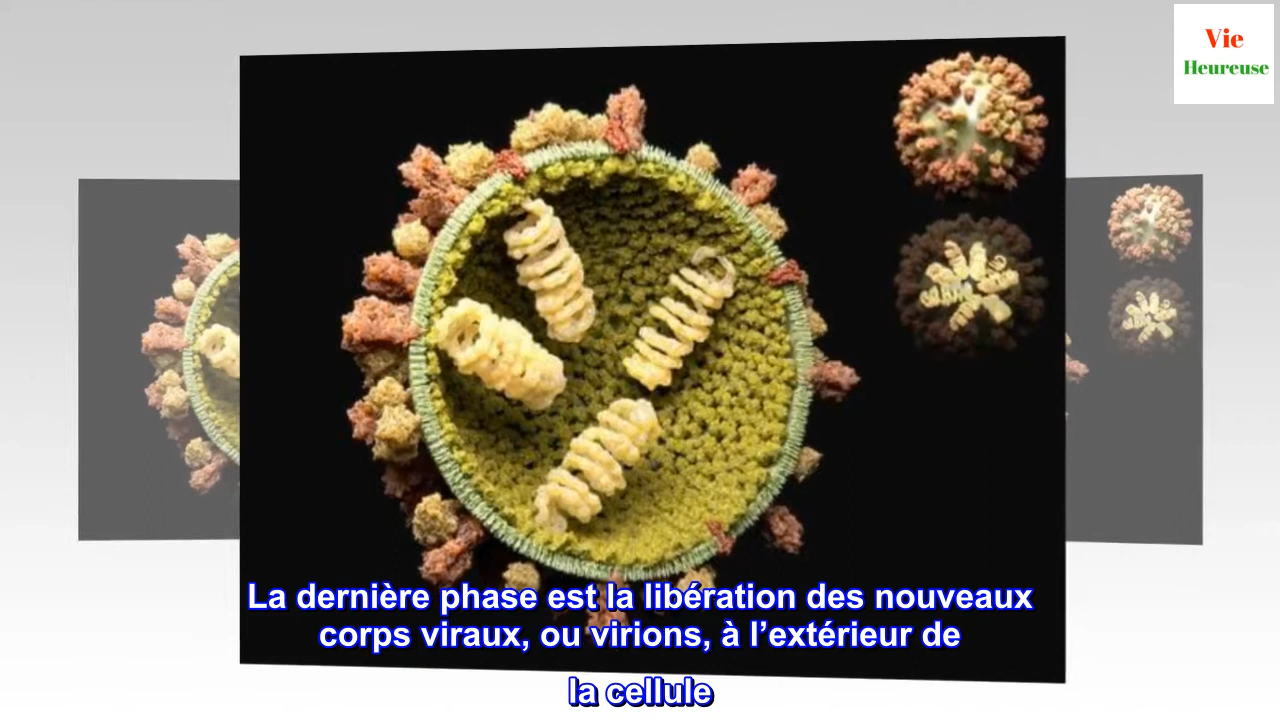 Vie
Heureuse
La dernière phase est la libération des nouveaux
corps viraux, ou virions, à l’extérieur de
la cellule